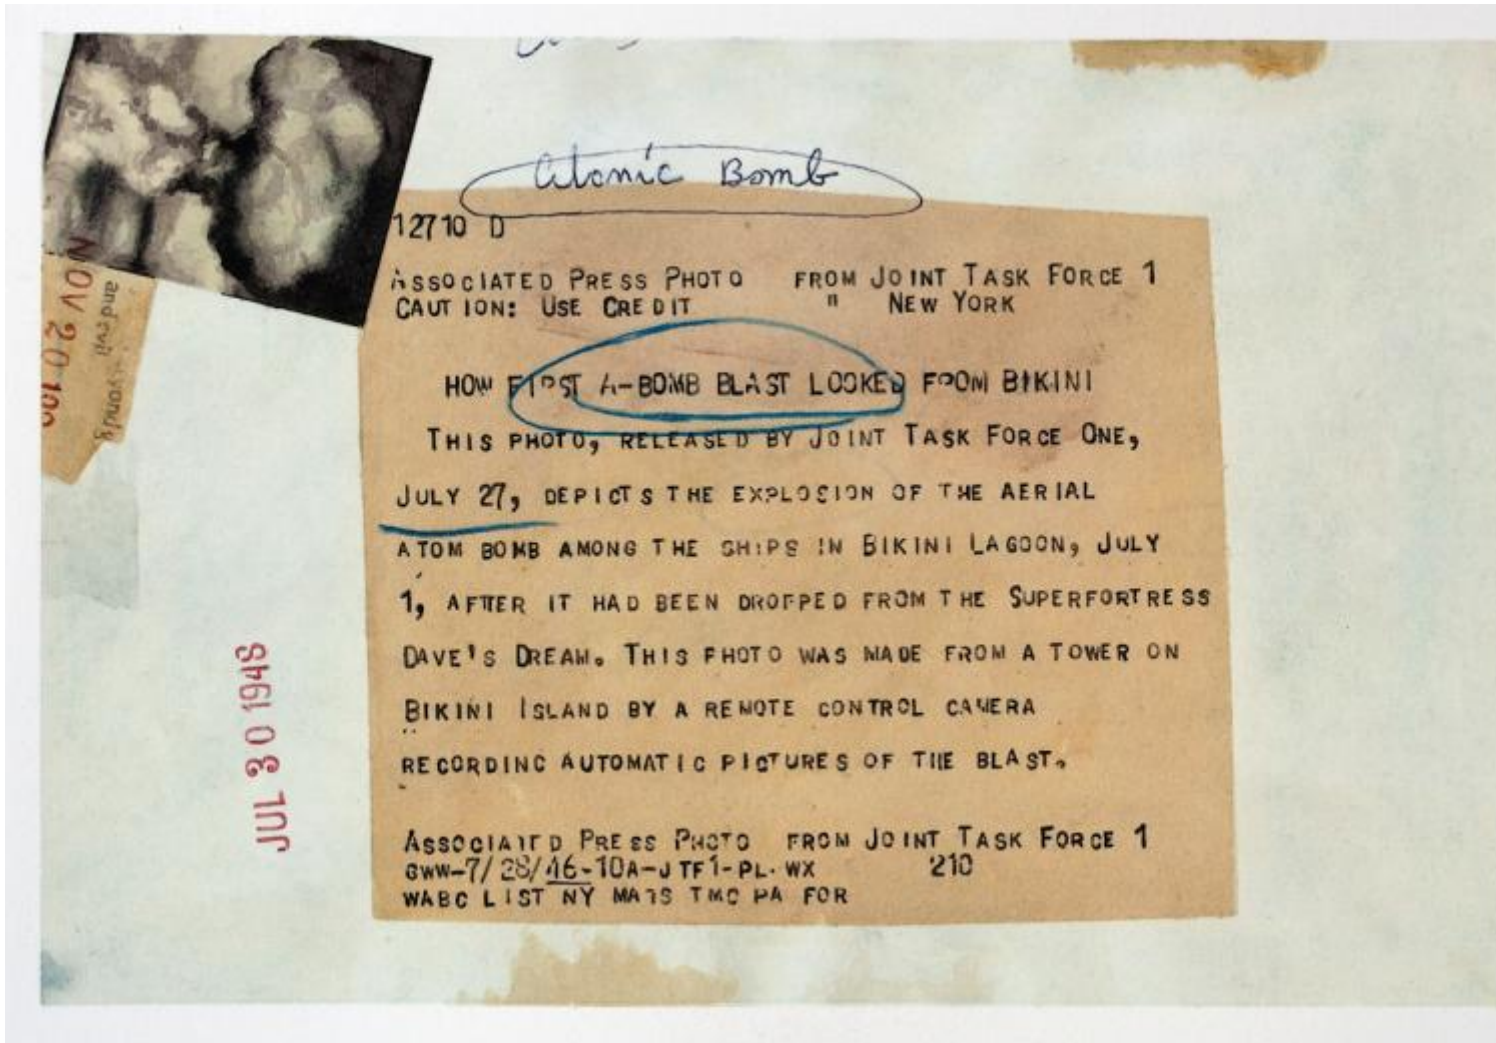 Atomic Bomb
12710 D
ASSOCIATED PRESS PHOTO FROM JOINT TASK FORCE 1
CAUTION: USE CREDIT " NEW YORK
HOW FIRST A-BOMB BLAST LOOKED FROM BIKINI
THIS PHOTO, RELEASED BY JOINT TASK FORCE ONE,
JULY 27, DEPICTS THE EXPLOSION OF THE AERIAL
ATOM BOMB AMONG THE SHIPS IN BIKINI LAGOON, JULY
1, AFTER IT HAD BEEN DROPPED FROM THE SUPERFORTRESS
DAVE'S DREAM. THIS PHOTO WAS MADE FROM A TOWER ON
BIKINI ISLAND BY A REMOTE CONTROL CAMERA
RECORDING AUTOMATIC PICTURES OF THE BLAST.
ASSOCIATED PRESS PHOTO FROM JOINT TASK FORCE 1
GWW-7/28/46-10A-JTF1-PL.WX 210
WABC LIST NY MATS TMC PA FOR
NOV 20
JUL 30 1946